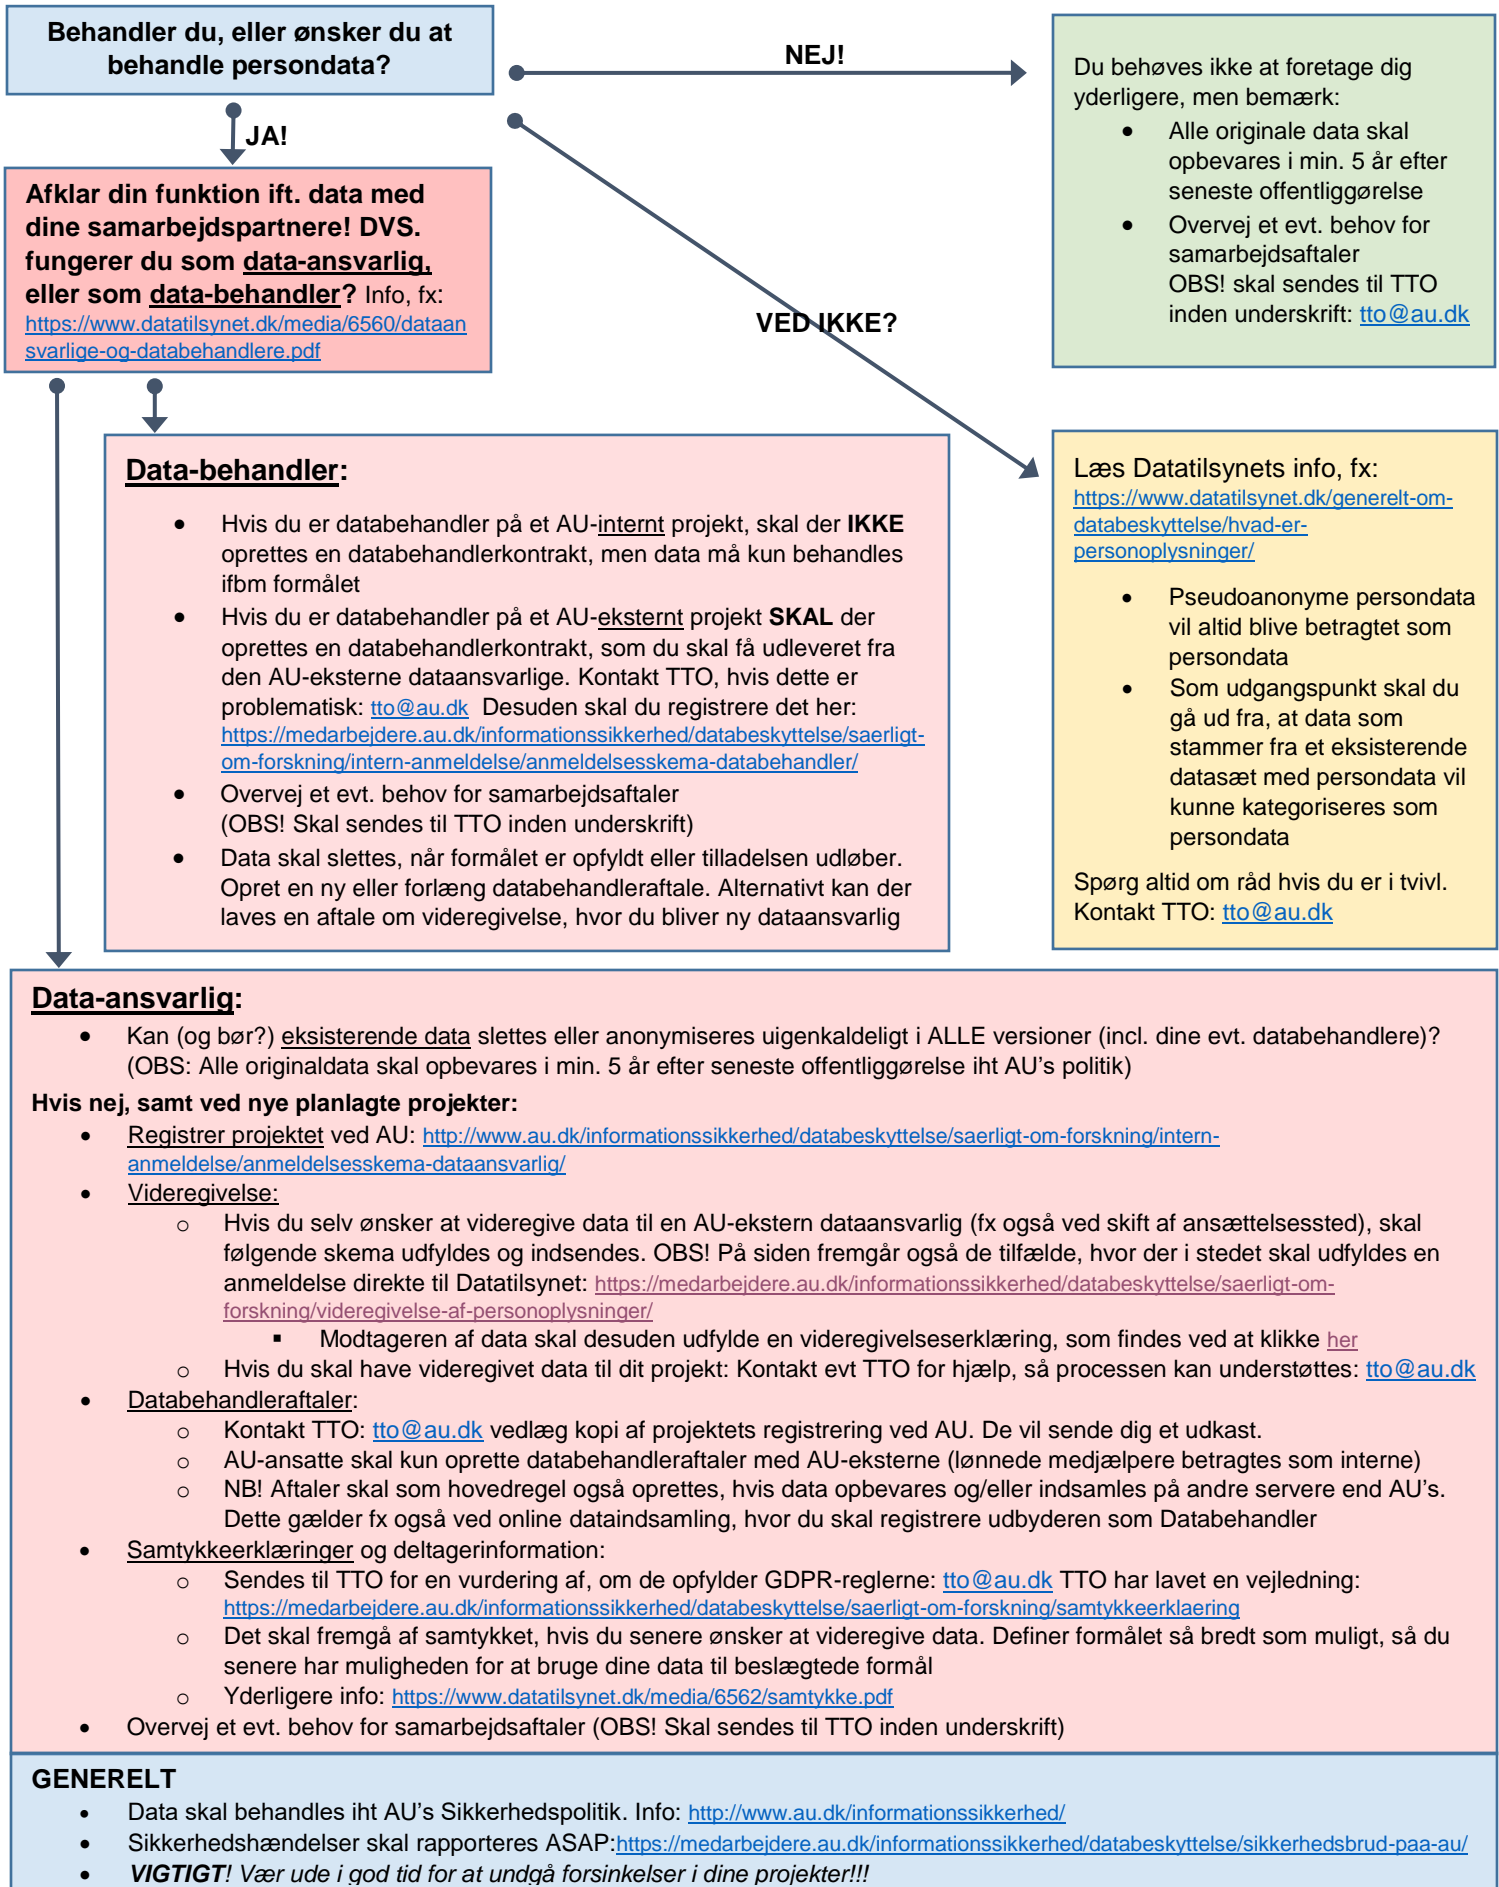 Behandler du, eller ønsker du at
behandle persondata?
NEJ!
JA!
VED IKKE?
Du behøves ikke at foretage dig
yderligere, men bemærk:
• Alle originale data skal
opbevares i min. 5 år efter
seneste offentliggørelse
• Overvej et evt. behov for
samarbejdsaftaler
OBS! skal sendes til TTO
inden underskrift: tto@au.dk
Afklar din funktion ift. data med
dine samarbejdspartnere! DVS.
fungerer du som data-ansvarlig,
eller som data-behandler? Info, fx:
https://www.datatilsynet.dk/media/6560/dataan
svarlige-og-databehandlere.pdf
Data-behandler:
• Hvis du er databehandler på et AU-internt projekt, skal der IKKE
oprettes en databehandlerkontrakt, men data må kun behandles
ifbm formålet
• Hvis du er databehandler på et AU-eksternt projekt SKAL der
oprettes en databehandlerkontrakt, som du skal få udleveret fra
den AU-eksterne dataansvarlige. Kontakt TTO, hvis dette er
problematisk: tto@au.dk Desuden skal du registrere det her:
https://medarbejdere.au.dk/informationssikkerhed/databeskyttelse/saerligt-
om-forskning/intern-anmeldelse/anmeldelsesskema-databehandler/
• Overvej et evt. behov for samarbejdsaftaler
(OBS! Skal sendes til TTO inden underskrift)
• Data skal slettes, når formålet er opfyldt eller tilladelsen udløber.
Opret en ny eller forlæng databehandleraftale. Alternativt kan der
laves en aftale om videregivelse, hvor du bliver ny dataansvarlig
Læs Datatilsynets info, fx:
https://www.datatilsynet.dk/generelt-om-
databeskyttelse/hvad-er-
personoplysninger/
• Pseudoanonyme persondata
vil altid blive betragtet som
persondata
• Som udgangspunkt skal du
gå ud fra, at data som
stammer fra et eksisterende
datasæt med persondata vil
kunne kategoriseres som
persondata
Spørg altid om råd hvis du er i tvivl.
Kontakt TTO: tto@au.dk
Data-ansvarlig:
• Kan (og bør?) eksisterende data slettes eller anonymiseres uigenkaldeligt i ALLE versioner (incl. dine evt. databehandlere)?
(OBS: Alle originaldata skal opbevares i min. 5 år efter seneste offentliggørelse iht AU’s politik)
Hvis nej, samt ved nye planlagte projekter:
• Registrer projektet ved AU: http://www.au.dk/informationssikkerhed/databeskyttelse/saerligt-om-forskning/intern-
anmeldelse/anmeldelsesskema-dataansvarlig/
• Videregivelse:
o Hvis du selv ønsker at videregive data til en AU-ekstern dataansvarlig (fx også ved skift af ansættelsessted), skal
følgende skema udfyldes og indsendes. OBS! På siden fremgår også de tilfælde, hvor der i stedet skal udfyldes en
anmeldelse direkte til Datatilsynet: https://medarbejdere.au.dk/informationssikkerhed/databeskyttelse/saerligt-om-
forskning/videregivelse-af-personoplysninger/
▪ Modtageren af data skal desuden udfylde en videregivelseserklæring, som findes ved at klikke her
o Hvis du skal have videregivet data til dit projekt: Kontakt evt TTO for hjælp, så processen kan understøttes: tto@au.dk
• Databehandleraftaler:
o Kontakt TTO: tto@au.dk vedlæg kopi af projektets registrering ved AU. De vil sende dig et udkast.
o AU-ansatte skal kun oprette databehandleraftaler med AU-eksterne (lønnede medjælpere betragtes som interne)
o NB! Aftaler skal som hovedregel også oprettes, hvis data opbevares og/eller indsamles på andre servere end AU’s.
Dette gælder fx også ved online dataindsamling, hvor du skal registrere udbyderen som Databehandler
• Samtykkeerklæringer og deltagerinformation:
o Sendes til TTO for en vurdering af, om de opfylder GDPR-reglerne: tto@au.dk TTO har lavet en vejledning:
https://medarbejdere.au.dk/informationssikkerhed/databeskyttelse/saerligt-om-forskning/samtykkeerklaering
o Det skal fremgå af samtykket, hvis du senere ønsker at videregive data. Definer formålet så bredt som muligt, så du
senere har muligheden for at bruge dine data til beslægtede formål
o Yderligere info: https://www.datatilsynet.dk/media/6562/samtykke.pdf
• Overvej et evt. behov for samarbejdsaftaler (OBS! Skal sendes til TTO inden underskrift)
GENERELT
• Data skal behandles iht AU’s Sikkerhedspolitik. Info: http://www.au.dk/informationssikkerhed/
• Sikkerhedshændelser skal rapporteres ASAP:https://medarbejdere.au.dk/informationssikkerhed/databeskyttelse/sikkerhedsbrud-paa-au/
• VIGTIGT! Vær ude i god tid for at undgå forsinkelser i dine projekter!!!